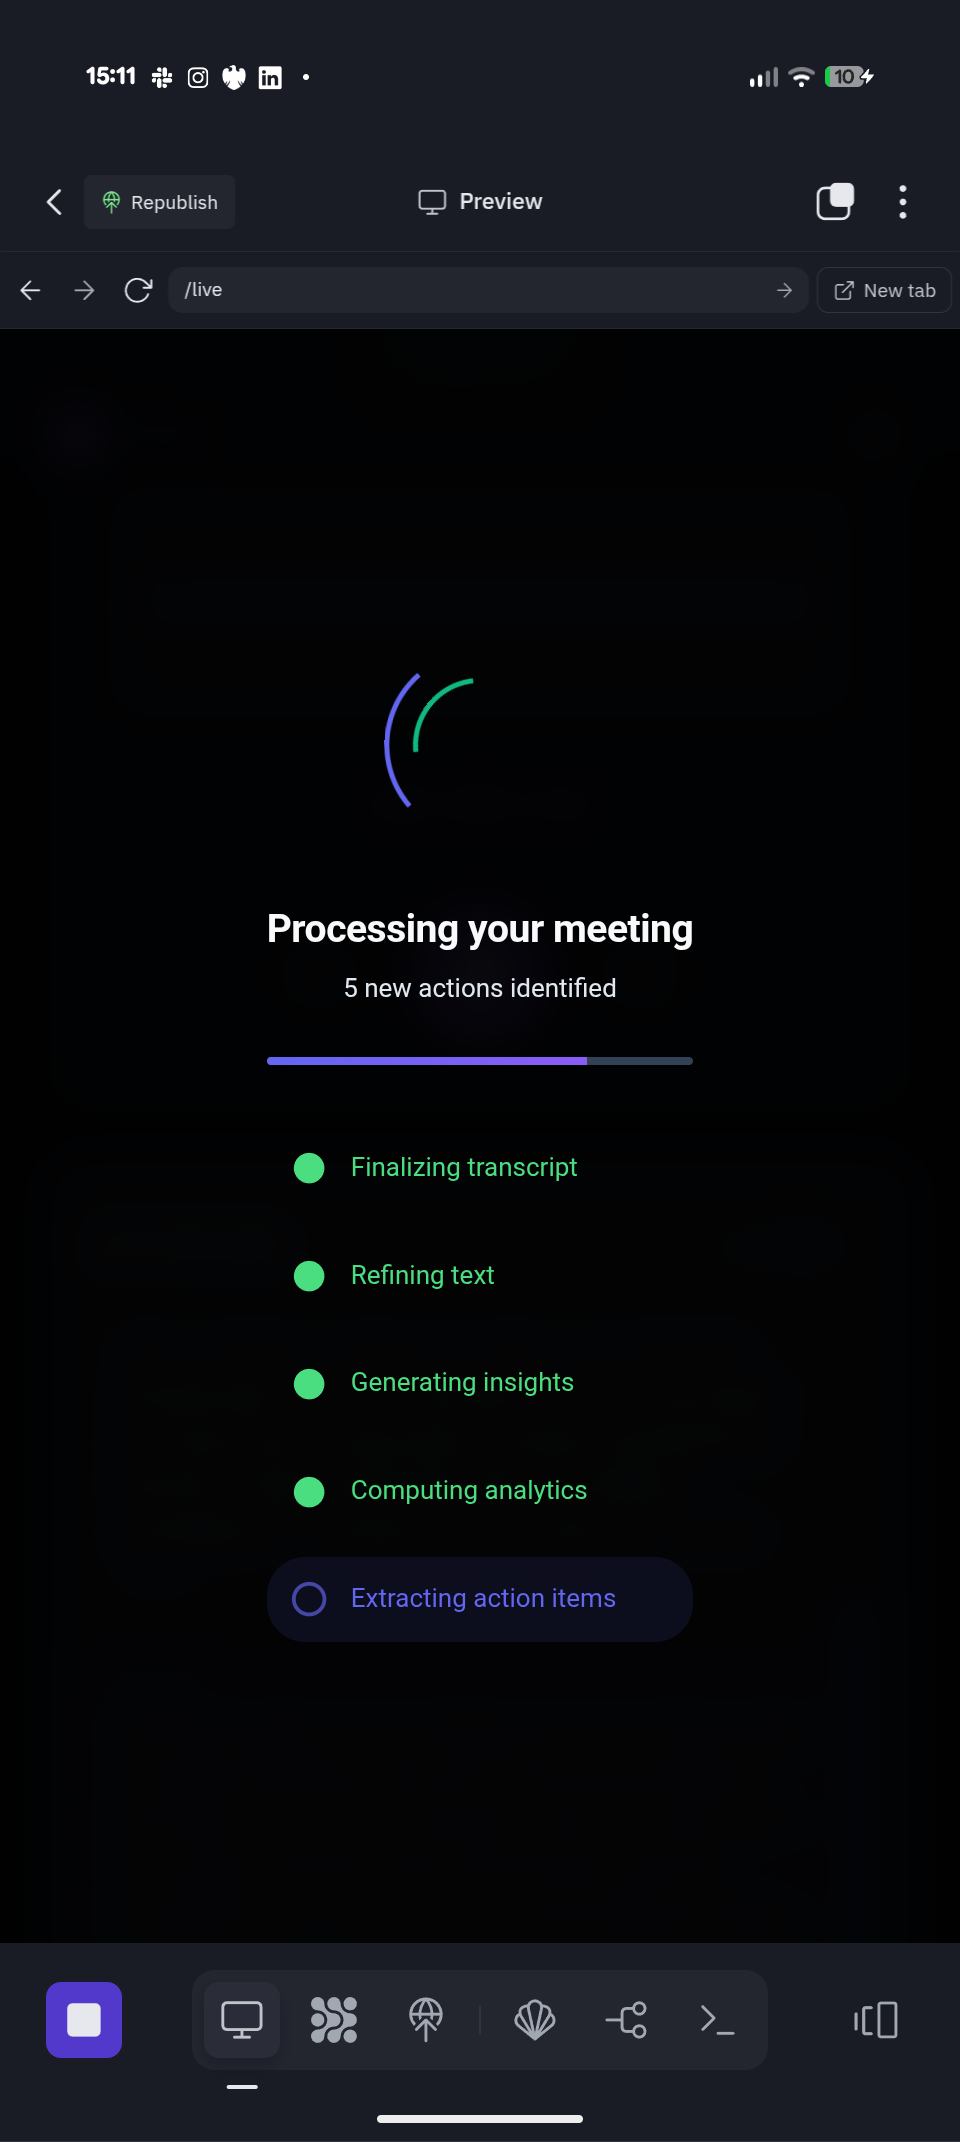 15:11
10
Republish
Preview
/live
New tab
Processing your meeting
5 new actions identified
Finalizing transcript
Refining text
Generating insights
Computing analytics
Extracting action items